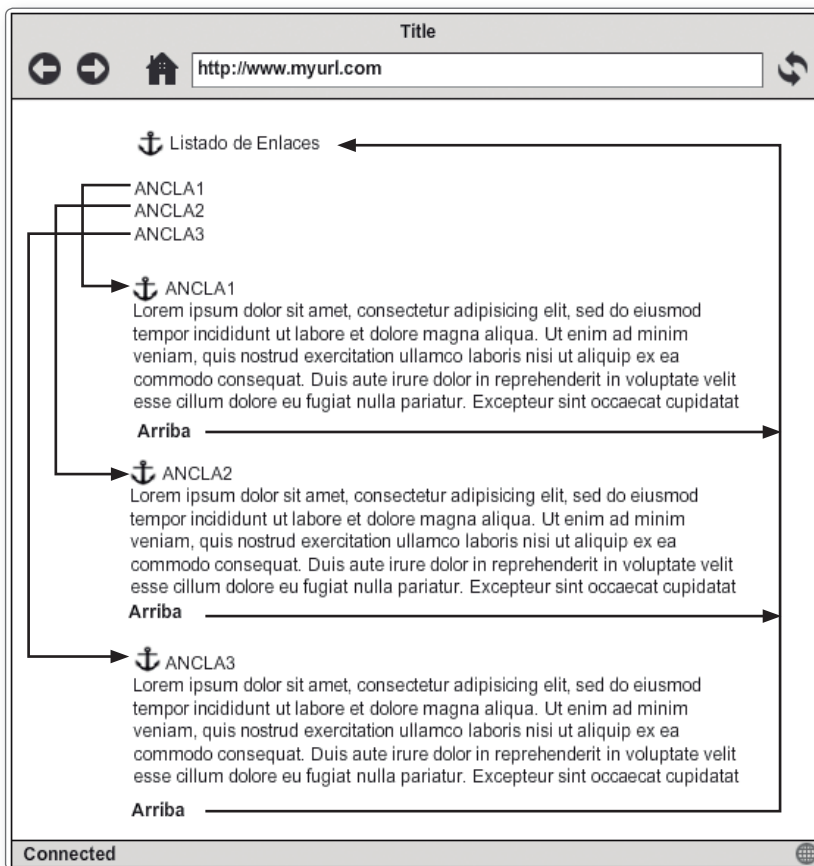 Title
http://www.myurl.com
Listado de Enlaces
ANCLA1
ANCLA2
ANCLA3
ANCLA1
Lorem ipsum dolor sit amet, consectetur adipisicing elit, sed do eiusmod
tempor incididunt ut labore et dolore magna aliqua. Ut enim ad minim
veniam, quis nostrud exercitation ullamco laboris nisi ut aliquip ex ea
commodo consequat. Duis aute irure dolor in reprehenderit in voluptate velit
esse cillum dolore eu fugiat nulla pariatur. Excepteur sint occaecat cupidatat
Arriba
ANCLA2
Lorem ipsum dolor sit amet, consectetur adipisicing elit, sed do eiusmod
tempor incididunt ut labore et dolore magna aliqua. Ut enim ad minim
veniam, quis nostrud exercitation ullamco laboris nisi ut aliquip ex ea
commodo consequat. Duis aute irure dolor in reprehenderit in voluptate velit
esse cillum dolore eu fugiat nulla pariatur. Excepteur sint occaecat cupidatat
Arriba
ANCLA3
Lorem ipsum dolor sit amet, consectetur adipisicing elit, sed do eiusmod
tempor incididunt ut labore et dolore magna aliqua. Ut enim ad minim
veniam, quis nostrud exercitation ullamco laboris nisi ut aliquip ex ea
commodo consequat. Duis aute irure dolor in reprehenderit in voluptate velit
esse cillum dolore eu fugiat nulla pariatur. Excepteur sint occaecat cupidatat
Arriba
Connected